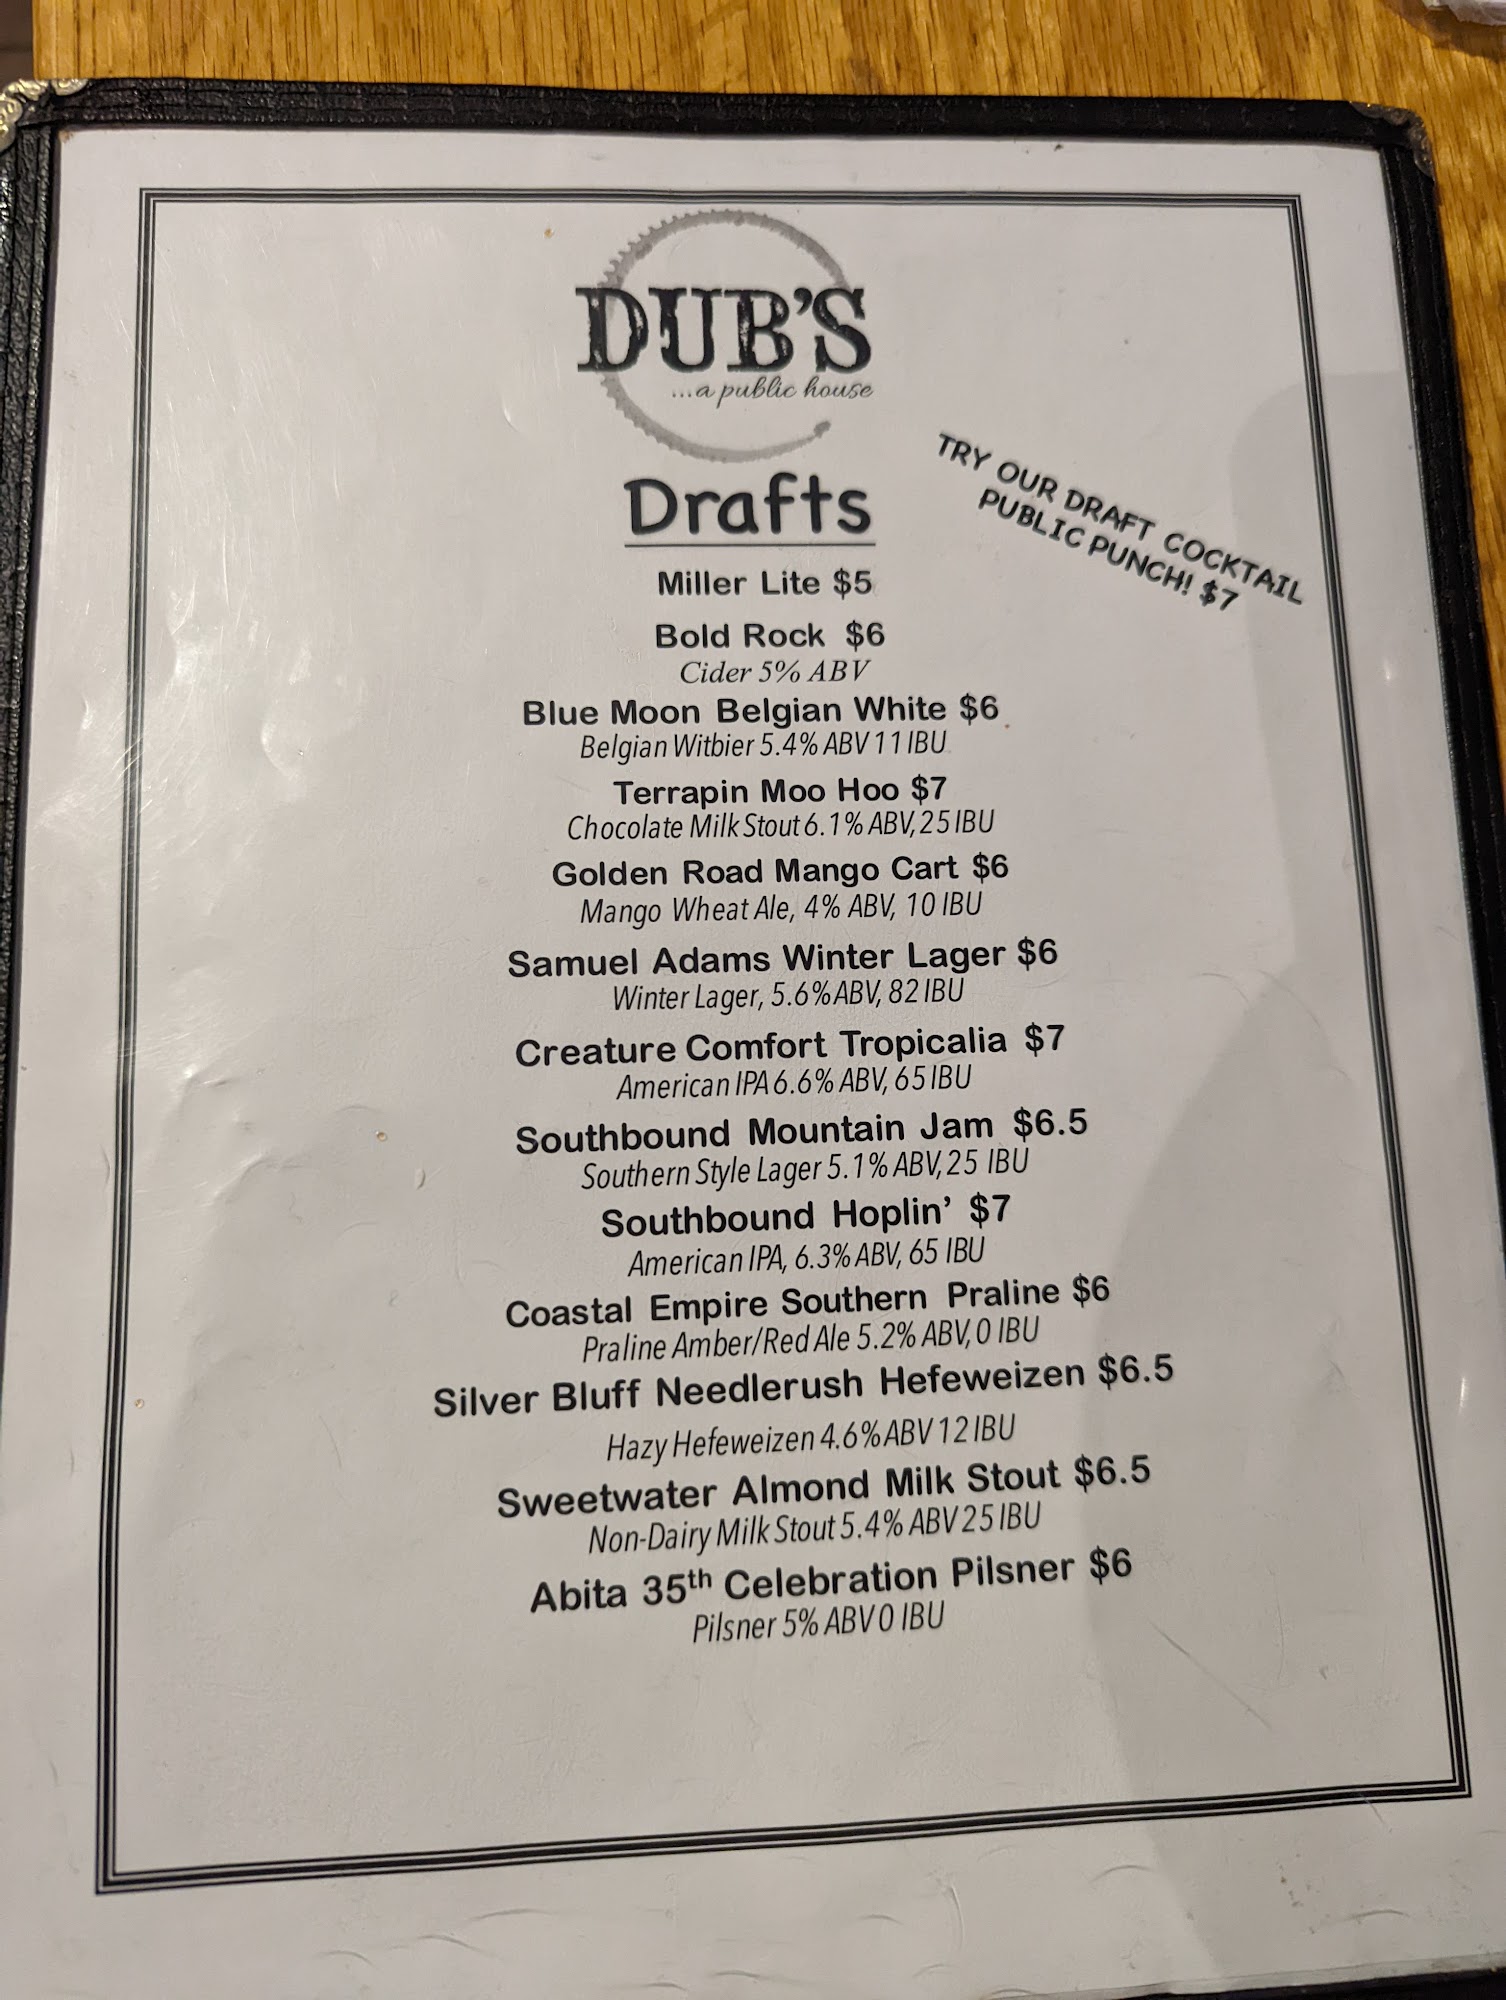 DUB'S
...a public house
Drafts
TRY OUR DRAFT COCKTAIL
PUBLIC PUNCH! $7
Miller Lite $5
Bold Rock $6
Cider 5% ABV
Blue Moon Belgian White $6
Belgian Witbier 5.4% ABV 11 IBU
Terrapin Moo Hoo $7
Chocolate Milk Stout 6.1% ABV, 25 IBU
Golden Road Mango Cart $6
Mango Wheat Ale, 4% ABV, 10 IBU
Samuel Adams Winter Lager $6
Winter Lager, 5.6% ABV, 82 IBU
Creature Comfort Tropicalia $7
American IPA 6.6% ABV, 65 IBU
Southbound Mountain Jam $6.5
Southern Style Lager 5.1% ABV, 25 IBU
Southbound Hoplin' $7
American IPA, 6.3% ABV, 65 IBU
Coastal Empire Southern Praline $6
Praline Amber/Red Ale 5.2% ABV, 0 IBU
Silver Bluff Needlerush Hefeweizen $6.5
Hazy Hefeweizen 4.6% ABV 12 IBU
Sweetwater Almond Milk Stout $6.5
Non-Dairy Milk Stout 5.4% ABV 25 IBU
Abita 35th Celebration Pilsner $6
Pilsner 5% ABV 0 IBU